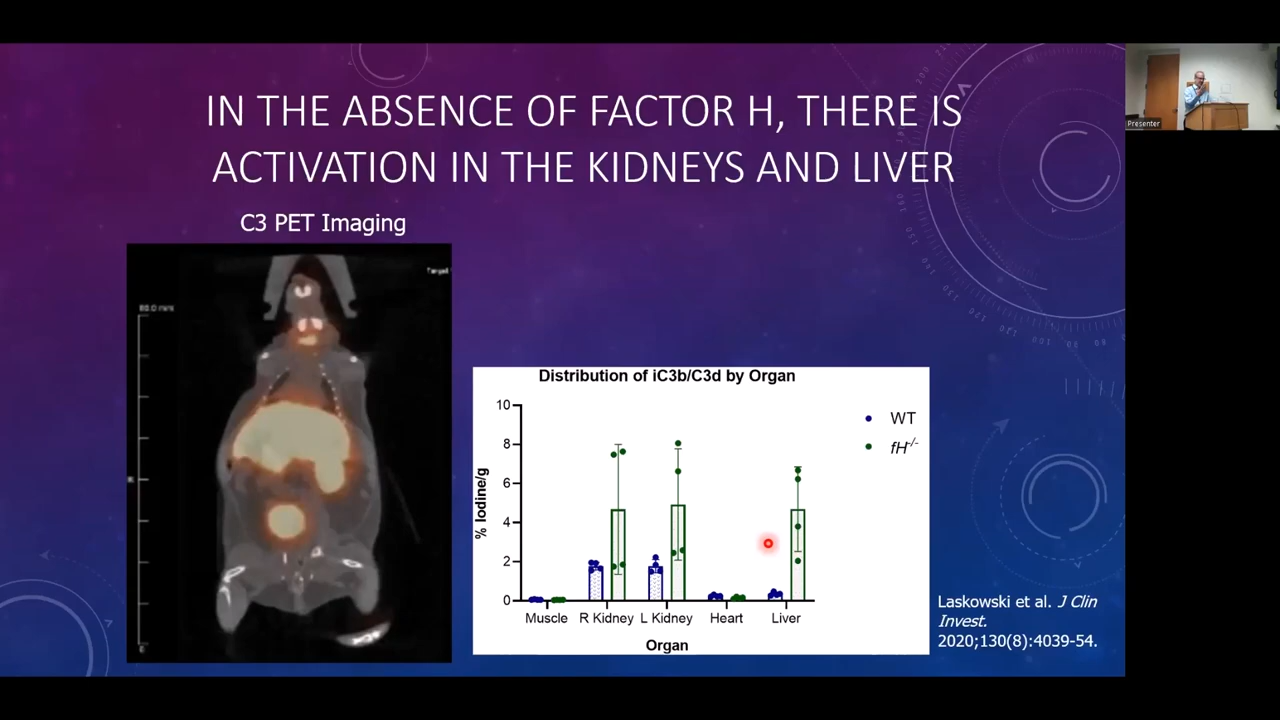 IN THE ABSENCE OF FACTOR H, THERE IS
ACTIVATION IN THE KIDNEYS AND LIVER
Presenter
C3 PET Imaging
Distribution of iC3b/C3d by Organ
10
8
6
4
2
0
% Iodine/g
WT
fH-/-
Muscle R Kidney L Kidney Heart Liver
Organ
Laskowski et al. J Clin
Invest.
2020;130(8):4039-54.